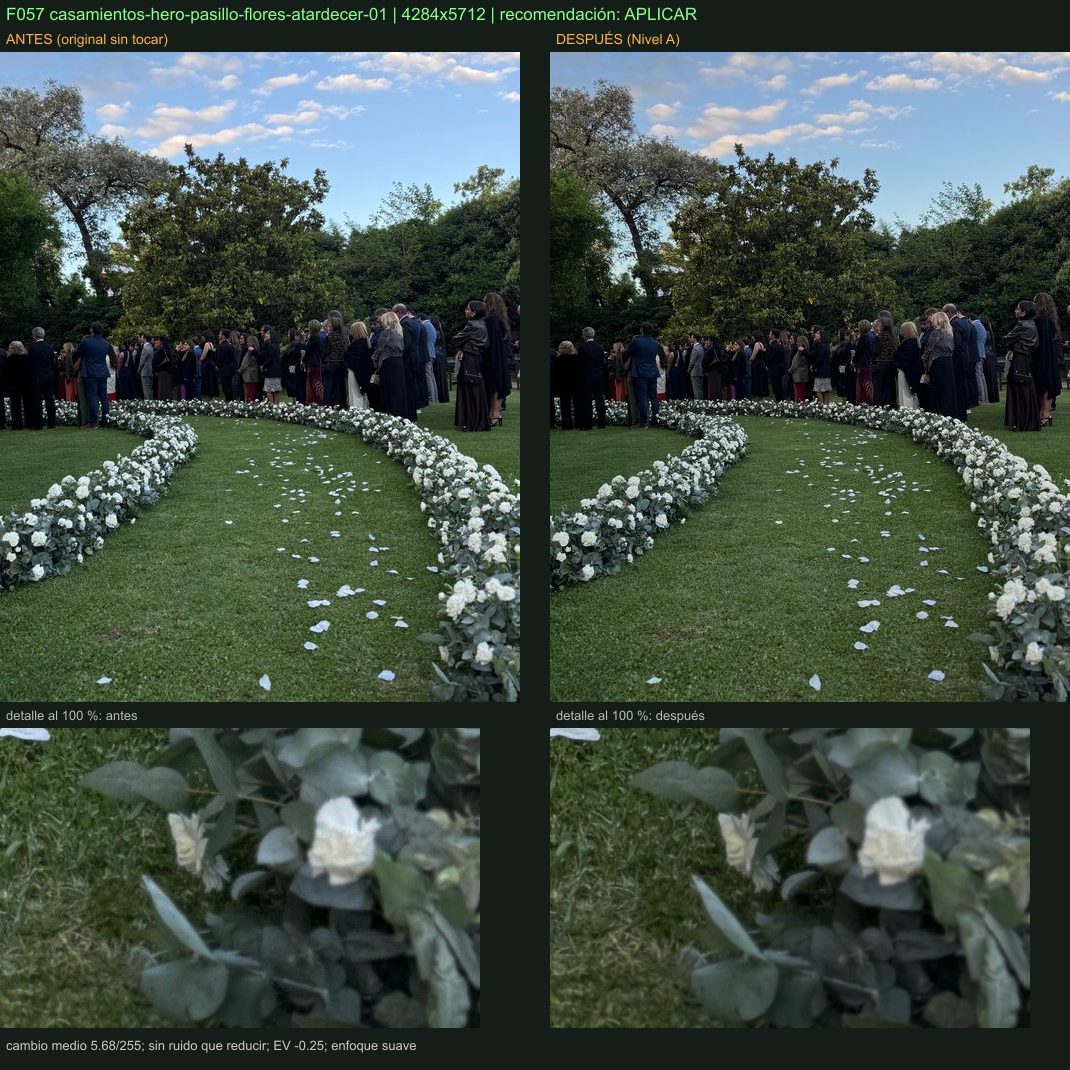 F057 casamientos-hero-pasillo-flores-atardecer-01 | 4284x5712 | recomendación: APLICAR
ANTES (original sin tocar)
DESPUÉS (Nivel A)
detalle al 100 %: antes
detalle al 100 %: después
cambio medio 5.68/255; sin ruido que reducir; EV -0.25; enfoque suave